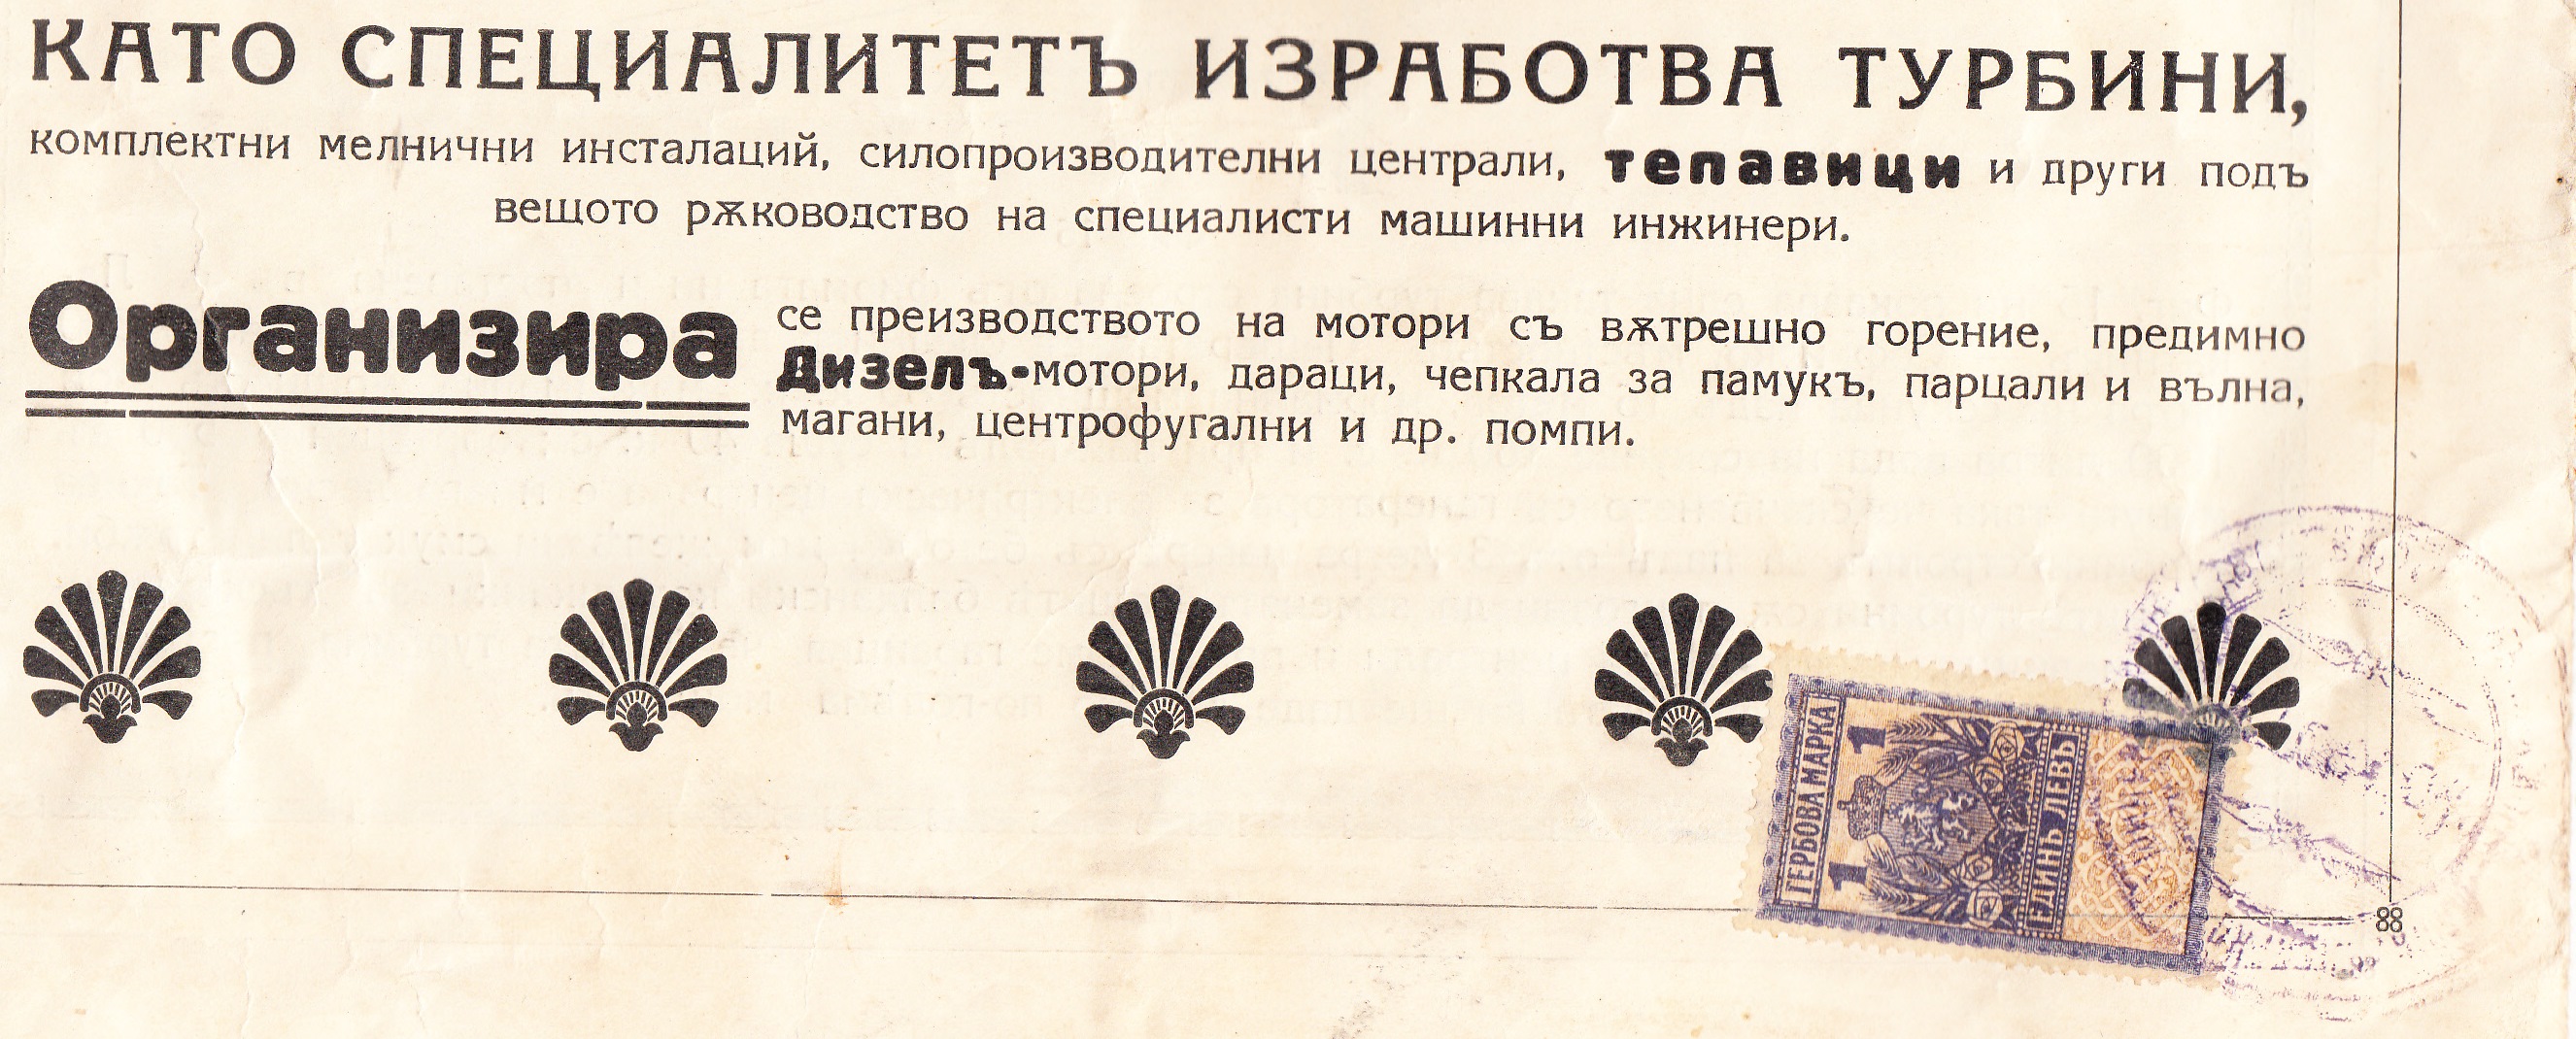 КАТО СПЕЦИАЛИТЕТЪ ИЗРАБОТВА ТУРБИНИ,
комплектни мелнични инсталаций, силопроизводителни централи, тепавици и други подъ
вещото рѫководство на специалисти машинни инжинери.
Организира
се преизводството на мотори съ вѫтрешно горение, предимно
Дизелъ-мотори, дараци, чепкала за памукъ, парцали и вълна,
магани, центрофугални и др. помпи.
ГЕРБОВА МАРКА
1 1
ЕДИНЪ ЛЕВЪ
88